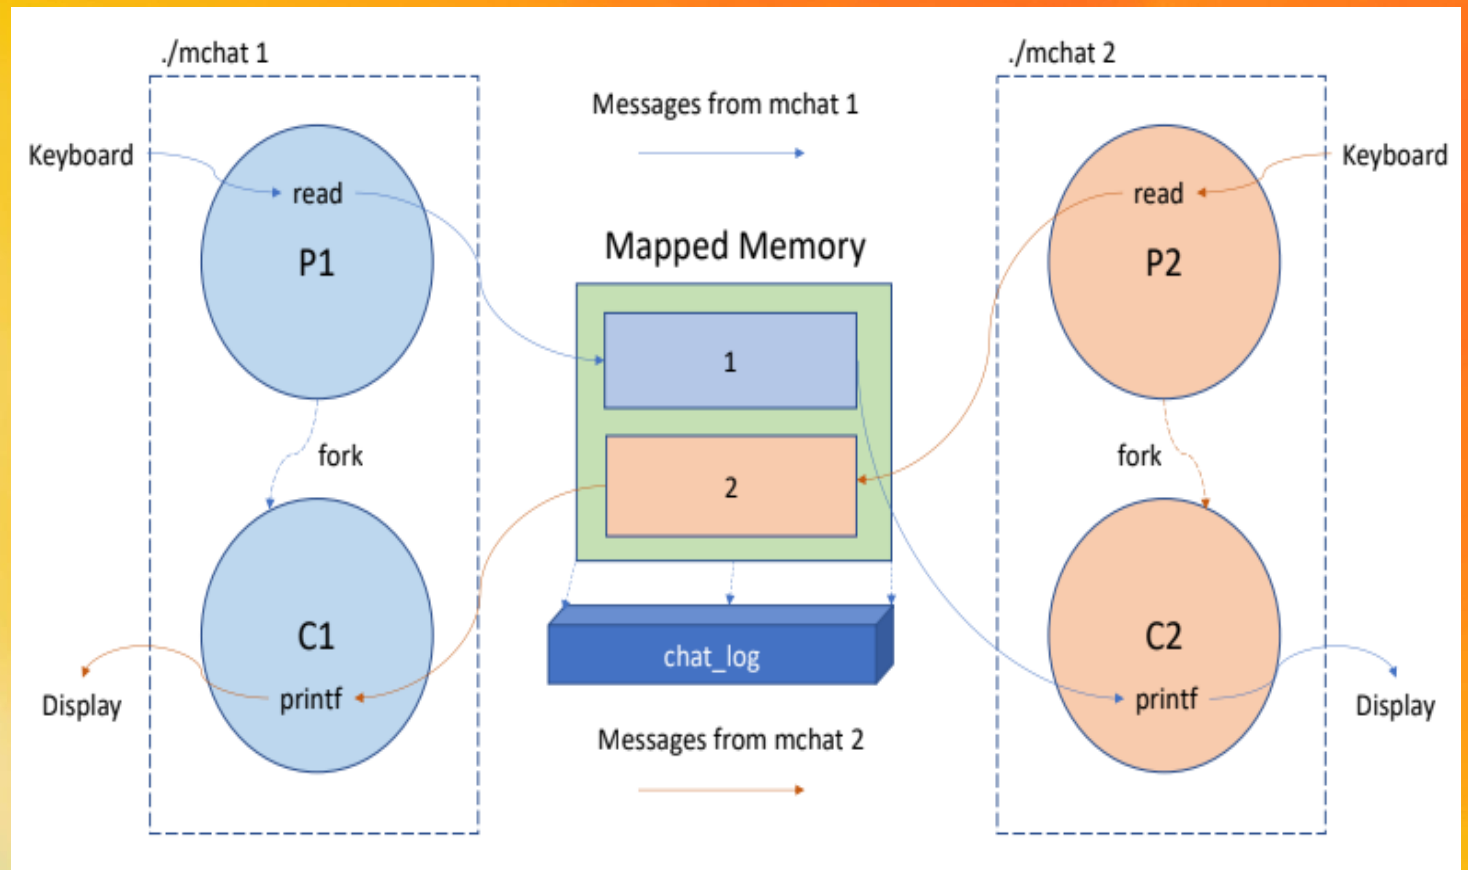 ./mchat 1
./mchat 2
Messages from mchat 1
Keyboard
Keyboard
read
read
P1
Mapped Memory
P2
1
fork
fork
2
C1
C2
chat_log
Display
printf
printf
Display
Messages from mchat 2